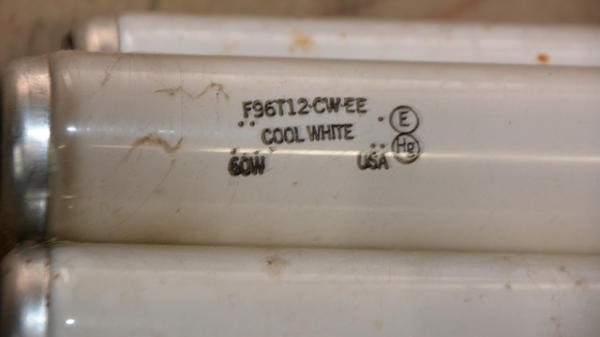 F96T12·CW·EE
COOL WHITE
60W USA
E
Hg